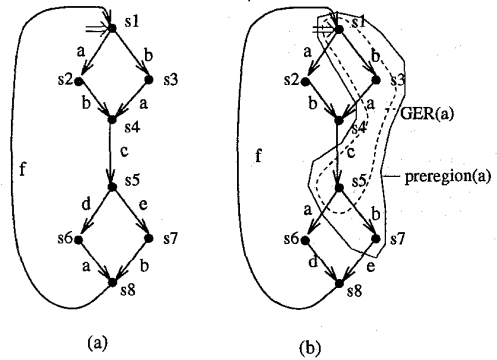 s1
a
b
s2
s3
b
a
s4
c
f
s5
d
e
s6
s7
a
b
s8
(a)
s1
a
b
s2
s3
b
a
GER(a)
s4
c
f
s5
preregion(a)
a
b
s6
s7
d
e
s8
(b)